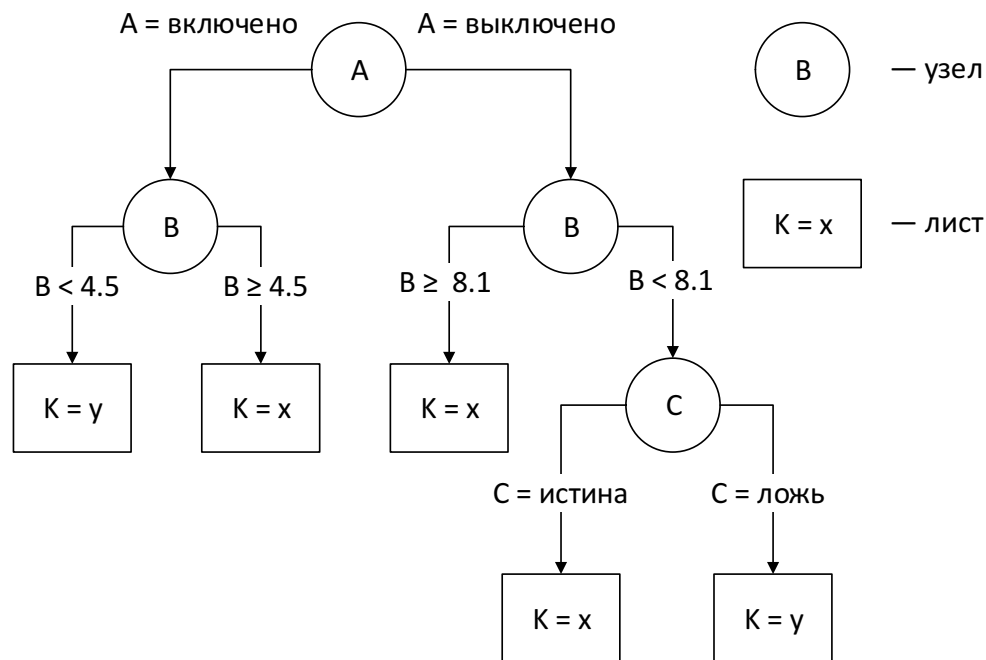 A = включено
A = выключено
A
B
— узел
B
B
K = x
— лист
B < 4.5
B ≥ 4.5
B ≥ 8.1
B < 8.1
K = y
K = x
K = x
C
C = истина
C = ложь
K = x
K = y